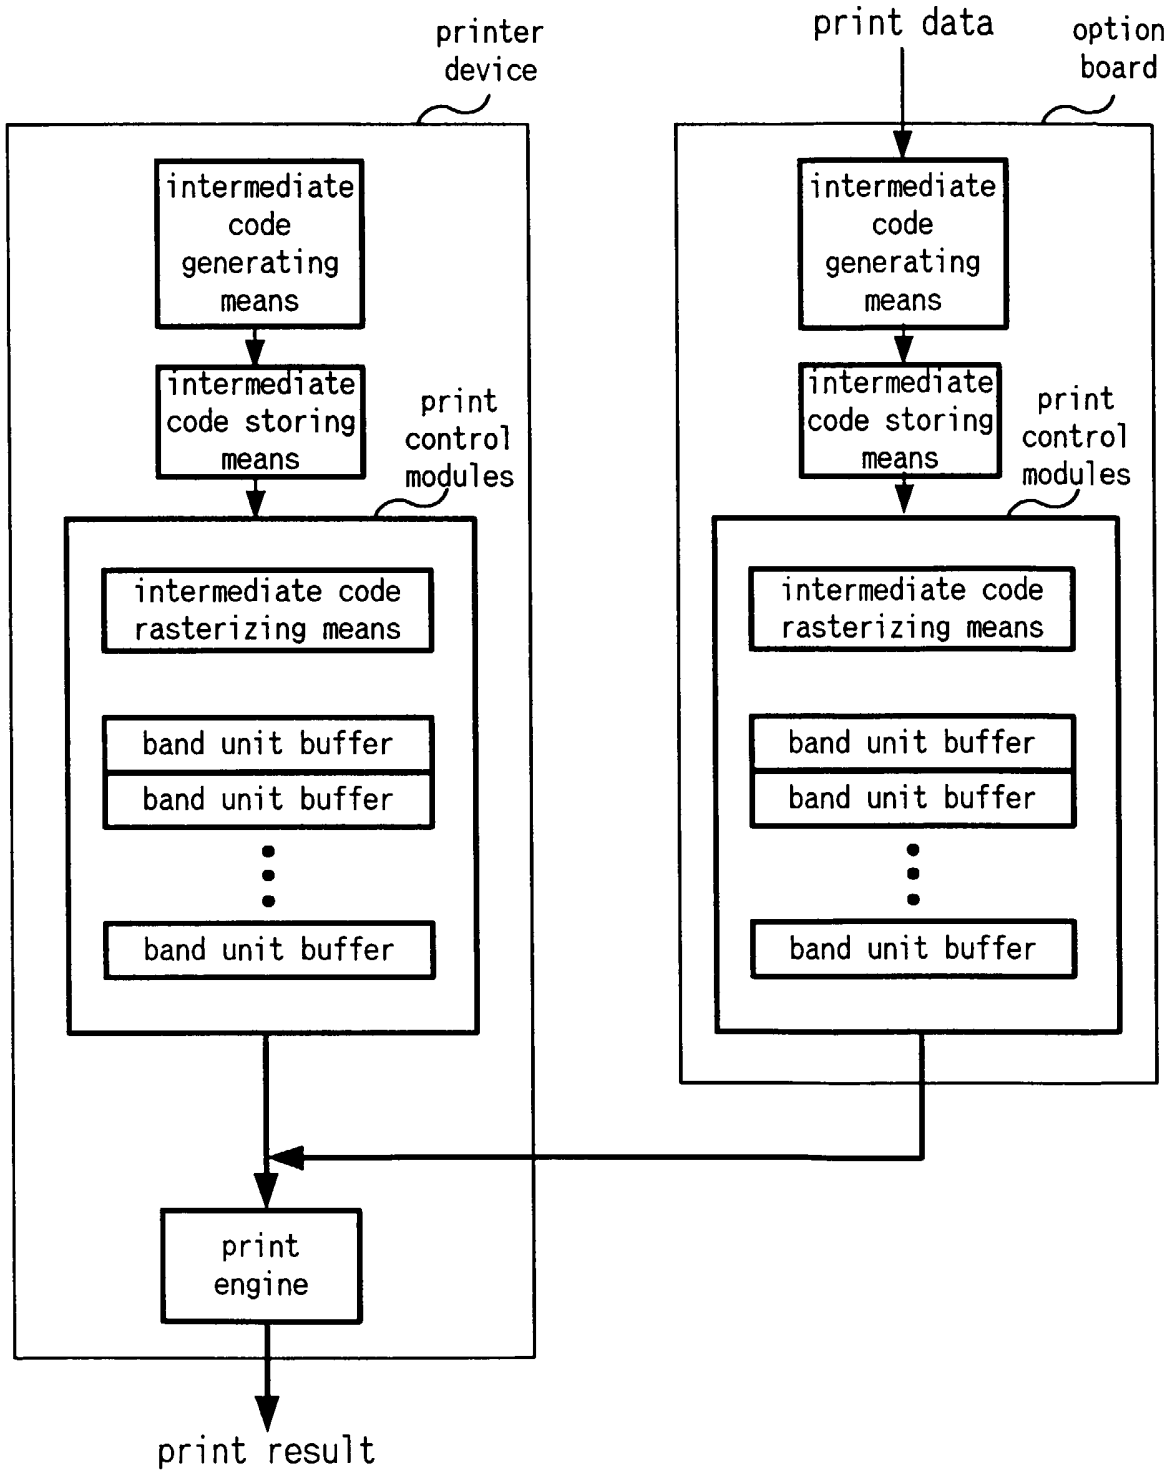 printer
device
print data
option
board
intermediate
code
generating
means
intermediate
code storing
means
print
control
modules
intermediate code
rasterizing means
band unit buffer
band unit buffer
band unit buffer
print
engine
print result
intermediate
code
generating
means
intermediate
code storing
means
print
control
modules
intermediate code
rasterizing means
band unit buffer
band unit buffer
band unit buffer